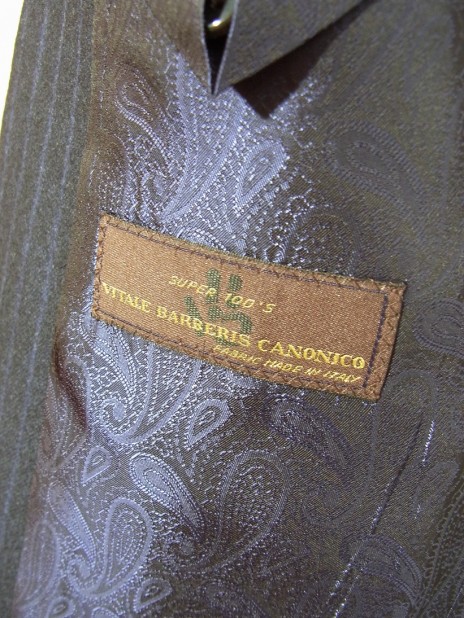 SUPER 100'S
VITALE BARBERIS CANONICO
FABRIC MADE IN ITALY